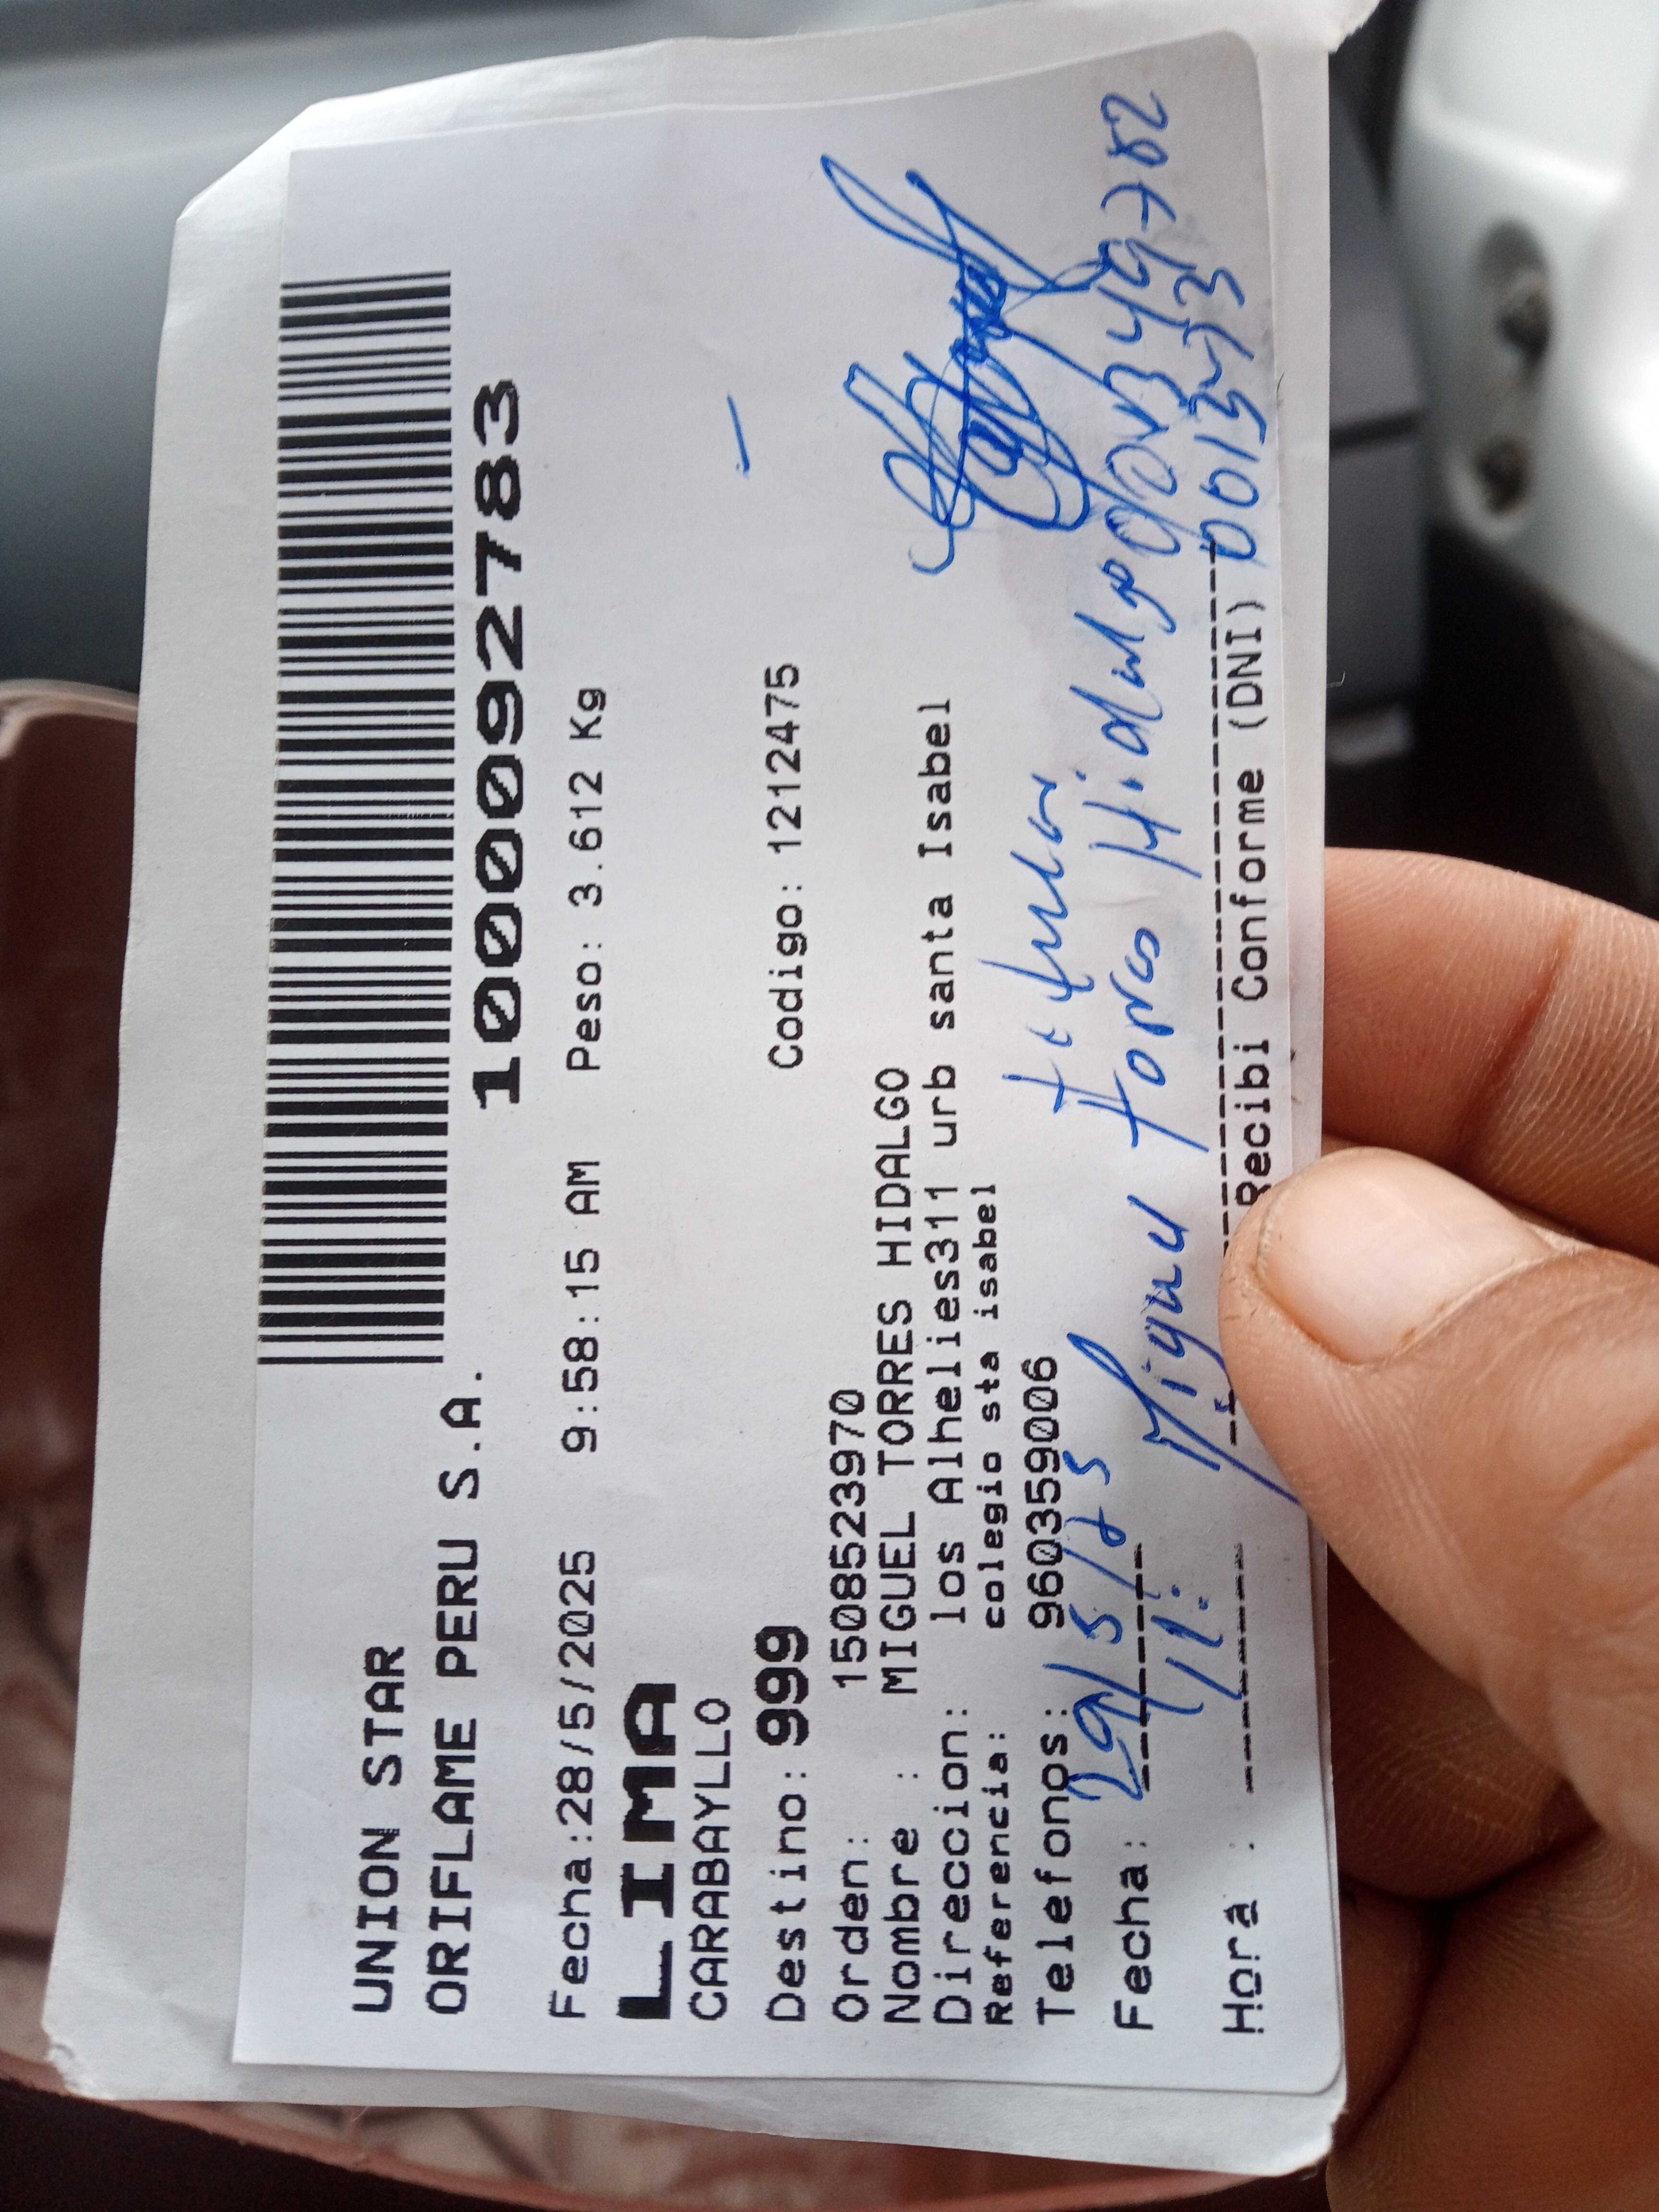 UNION STAR
ORIFLAME PERU S.A.
1000092783
Fecha:28/5/2025 9:58:15 AM Peso: 3.612 Kg
LIMA
CARABAYLLO
Destino: 999 Codigo: 1212475
Orden: 15085239​70
Nombre : MIGUEL TORRES HIDALGO
Direccion: los Alhelies311 urb santa Isabel
Referencia: colegio sta isabel
Telefonos: 960359006
Fecha: 29/5/25
Miguel Torres Hidalgo
Hora : 11:
Recibi Conforme (DNI)